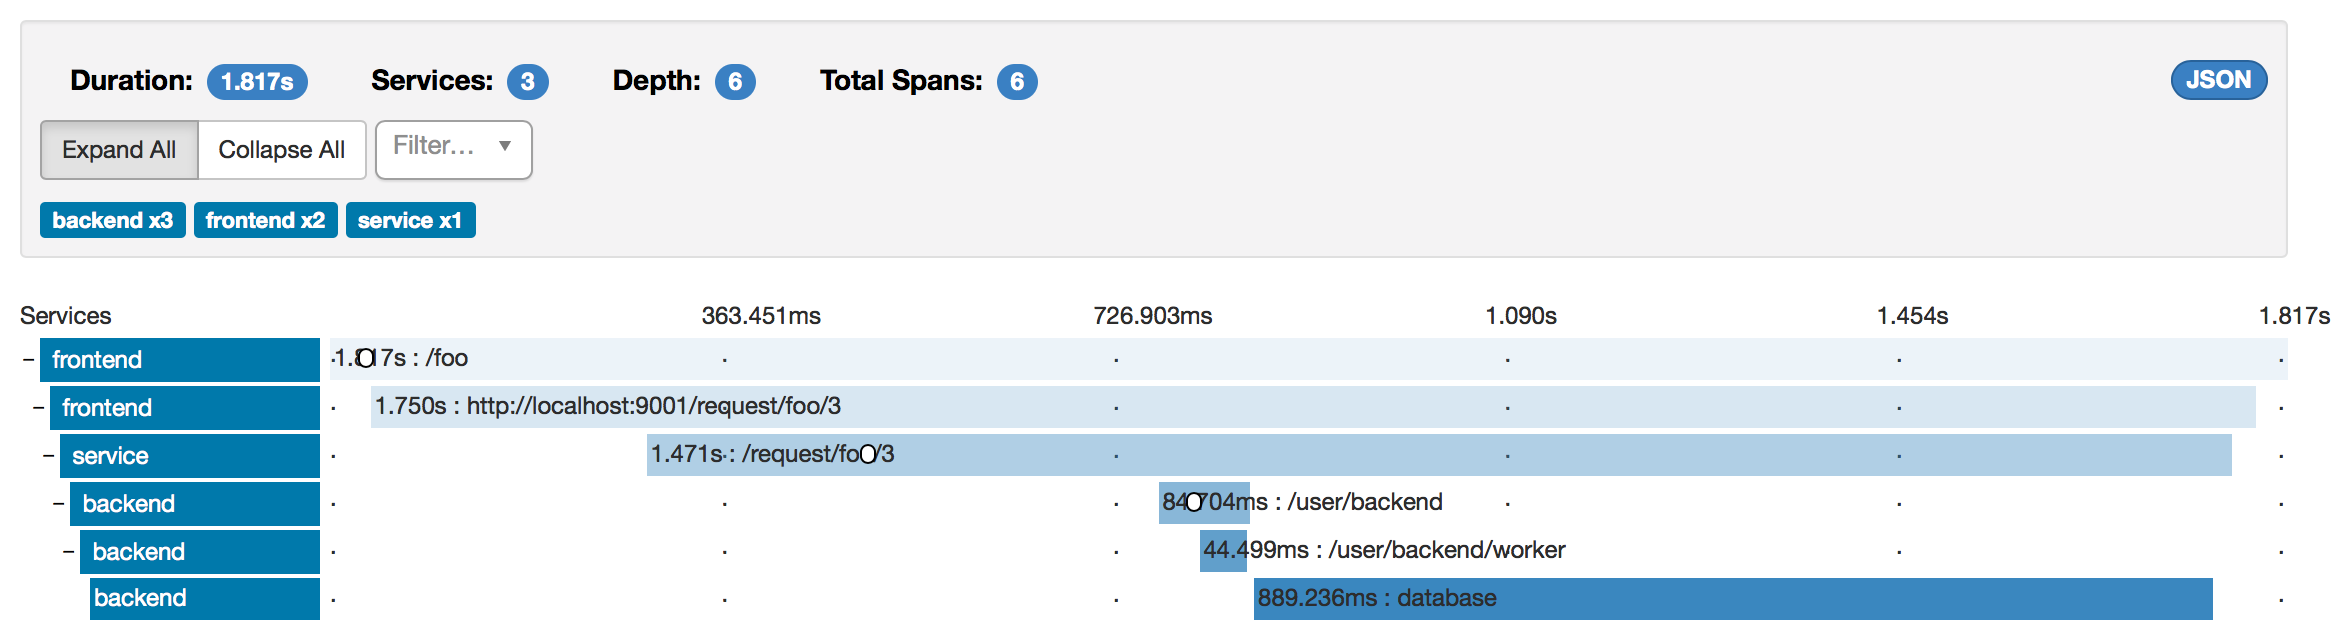 Duration: 1.817s Services: 3 Depth: 6 Total Spans: 6 JSON
Expand All Collapse All Filter... ▼
backend x3 frontend x2 service x1
Services 363.451ms 726.903ms 1.090s 1.454s 1.817s
− frontend 1.817s : /foo
− frontend 1.750s : http://localhost:9001/request/foo/3
− service 1.471s : /request/foo/3
− backend 84.704ms : /user/backend
− backend 44.499ms : /user/backend/worker
backend 889.236ms : database